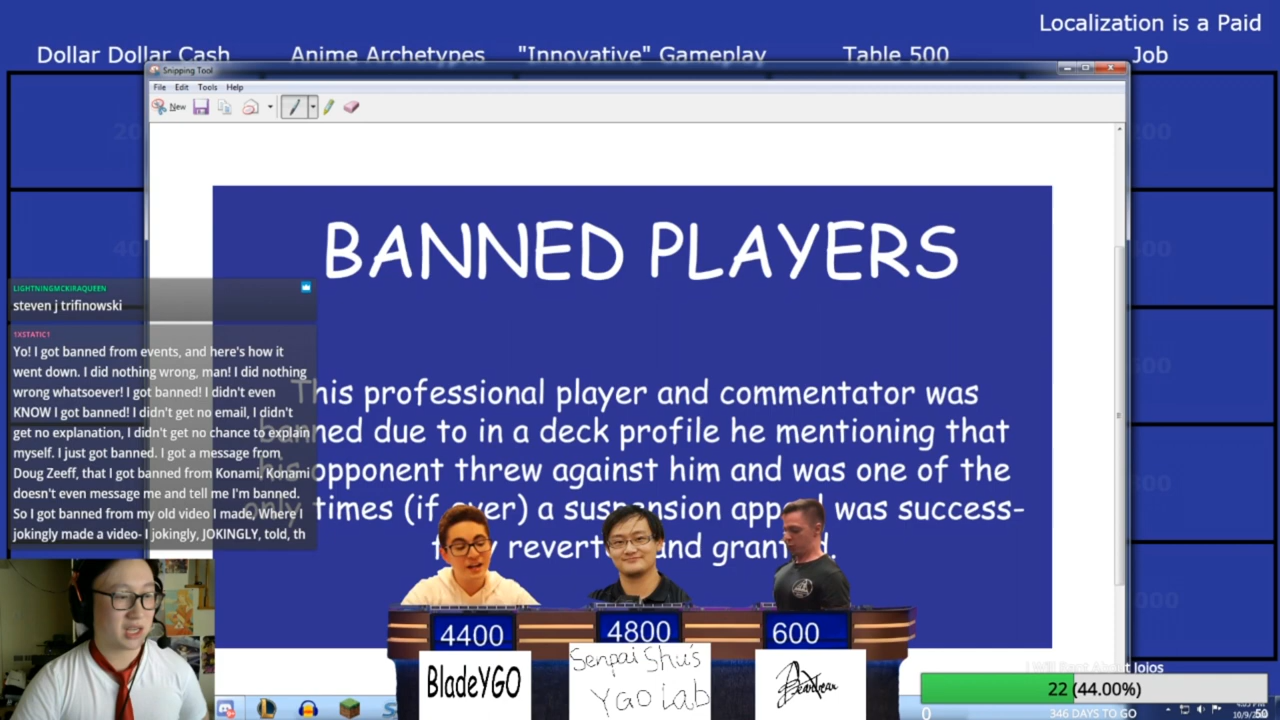 Localization is a Paid
Dollar Dollar Cash Anime Archetypes "Innovative" Gameplay Table 500 Job
Snipping Tool
File Edit Tools Help
New
BANNED PLAYERS
This professional player and commentator was
banned due to in a deck profile he mentioning that
his opponent threw against him and was one of the
only times (if ever) a suspension appeal was success-
and
LIGHTNINGMCKIRAQUEEN
steven j trifinowski
1XSTATIC1
Yo! I got banned from events, and here's how it
went down. I did nothing wrong, man! I did nothing
wrong whatsoever! I got banned! I didn't even
KNOW I got banned! I didn't get no email, I didn't
get no explanation, I didn't get no chance to explain
myself. I just got banned. I got a message from
Doug Zeeff, that I got banned from Konami. Konami
doesn't even message me and tell me I'm banned.
So I got banned from my old video I made, Where I
jokingly made a video- I jokingly, JOKINGLY, told, th
4400 4800 600
BladeYGO
Senpai Shu's
YGO Lab
22 (44.00%)
0 346 DAYS TO GO 50